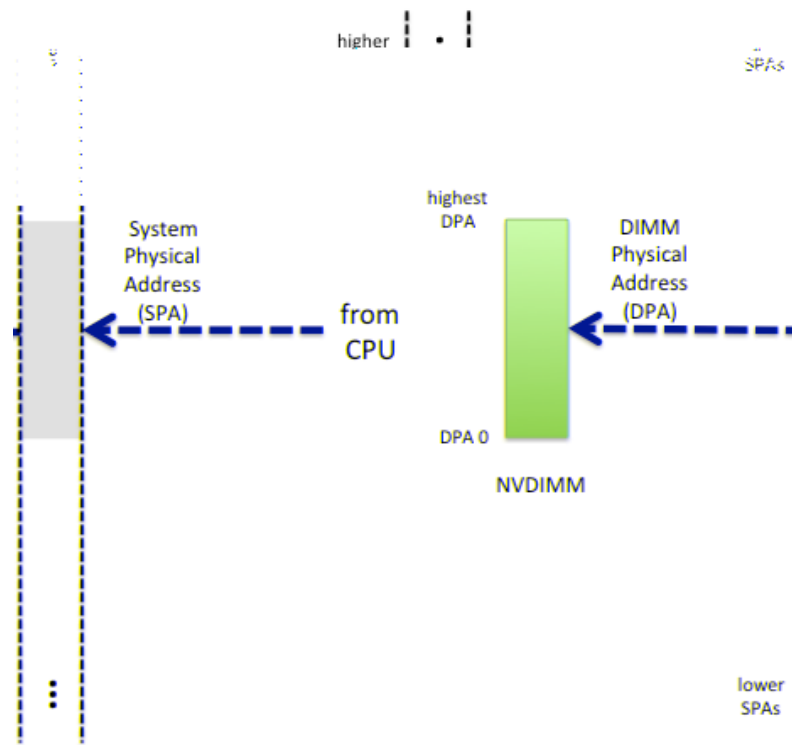 higher
SPAs
System
Physical
Address
(SPA)
from
CPU
highest
DPA
DIMM
Physical
Address
(DPA)
DPA 0
NVDIMM
lower
SPAs